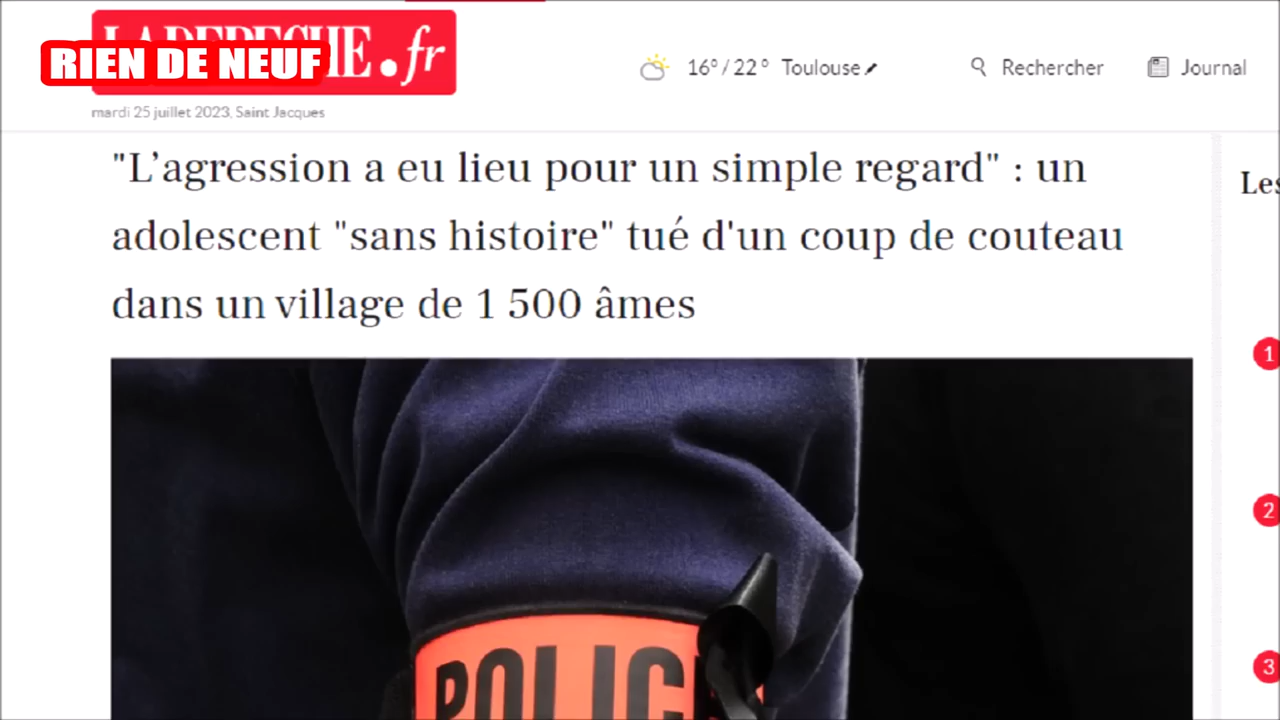 RIEN DE NEUF
LADEPECHE.fr
16° / 22° Toulouse
Rechercher
Journal
mardi 25 juillet 2023, Saint Jacques
"L’agression a eu lieu pour un simple regard" : un
adolescent "sans histoire" tué d'un coup de couteau
dans un village de 1 500 âmes
Les
1
2
3
POLIC